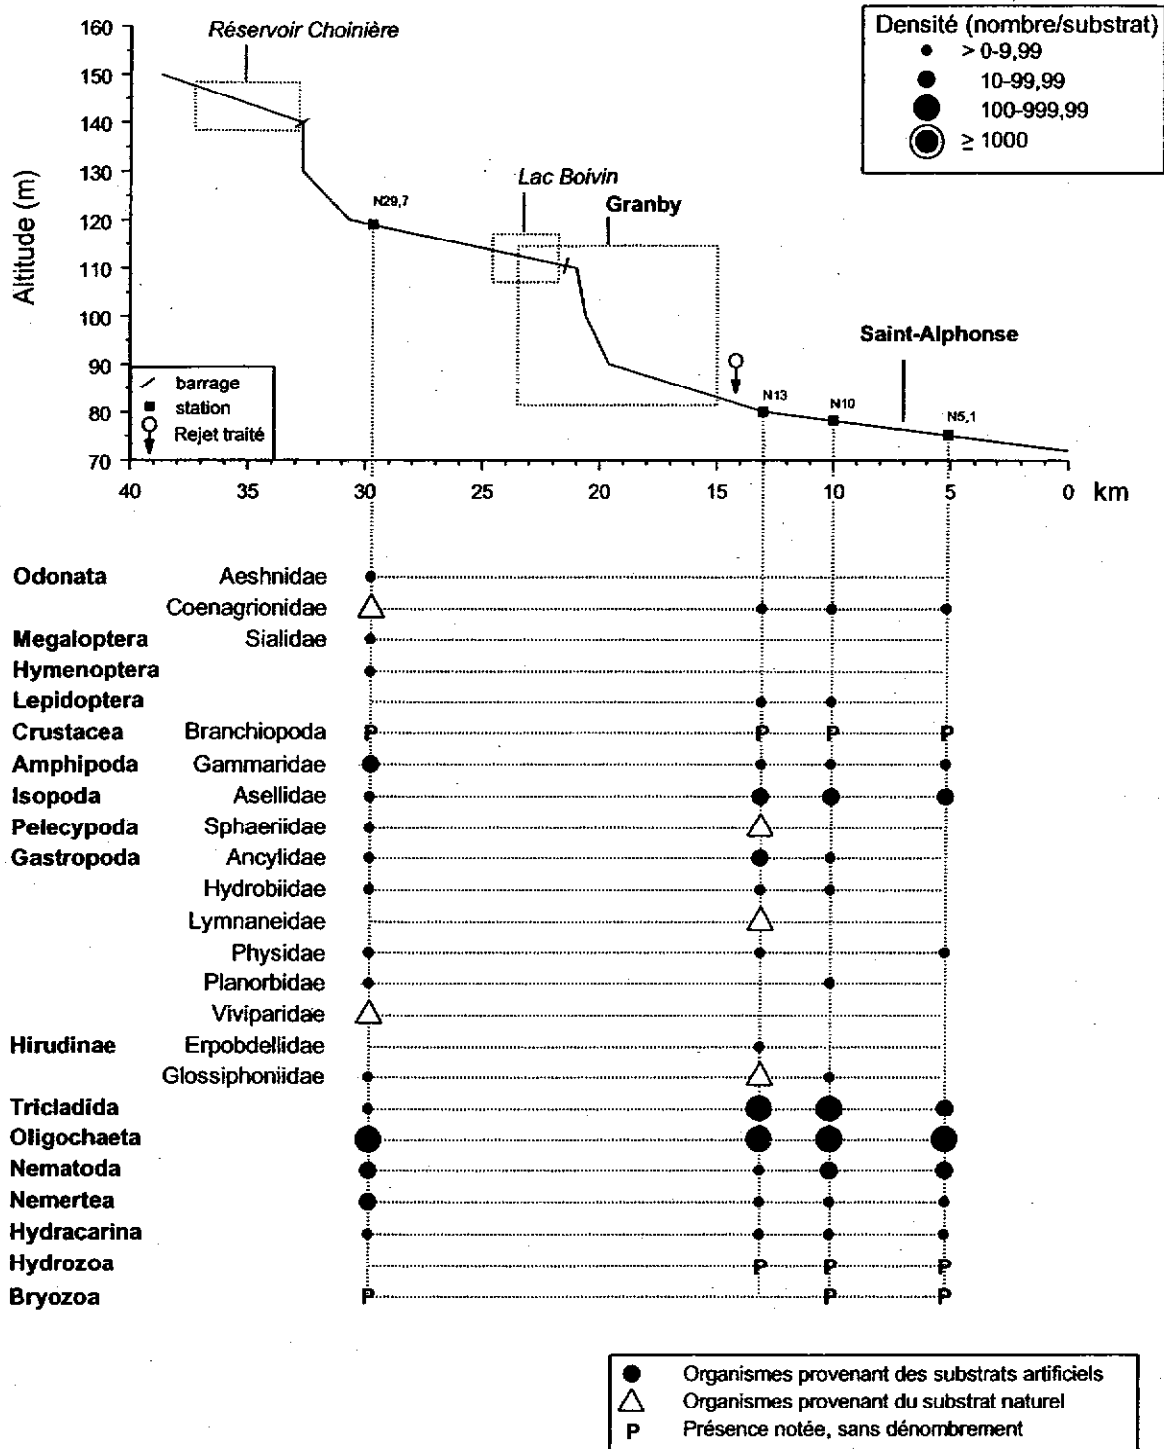 Densité (nombre/substrat)
> 0-9,99
10-99,99
100-999,99
≥ 1000
Réservoir Choinière
Lac Boivin
Granby
Saint-Alphonse
Altitude (m)
160
150
140
130
120
110
100
90
80
70
N29,7
N13
N10
N5,1
barrage
station
Rejet traité
40 35 30 25 20 15 10 5 0 km
Odonata Aeshnidae
Coenagrionidae
Megaloptera Sialidae
Hymenoptera
Lepidoptera
Crustacea Branchiopoda P P P P
Amphipoda Gammaridae
Isopoda Asellidae
Pelecypoda Sphaeriidae
Gastropoda Ancylidae
Hydrobiidae
Lymnaneidae
Physidae
Planorbidae
Viviparidae
Hirudinae Erpobdellidae
Glossiphoniidae
Tricladida
Oligochaeta
Nematoda
Nemertea
Hydracarina
Hydrozoa P P P
Bryozoa P P P
Organismes provenant des substrats artificiels
Organismes provenant du substrat naturel
P Présence notée, sans dénombrement